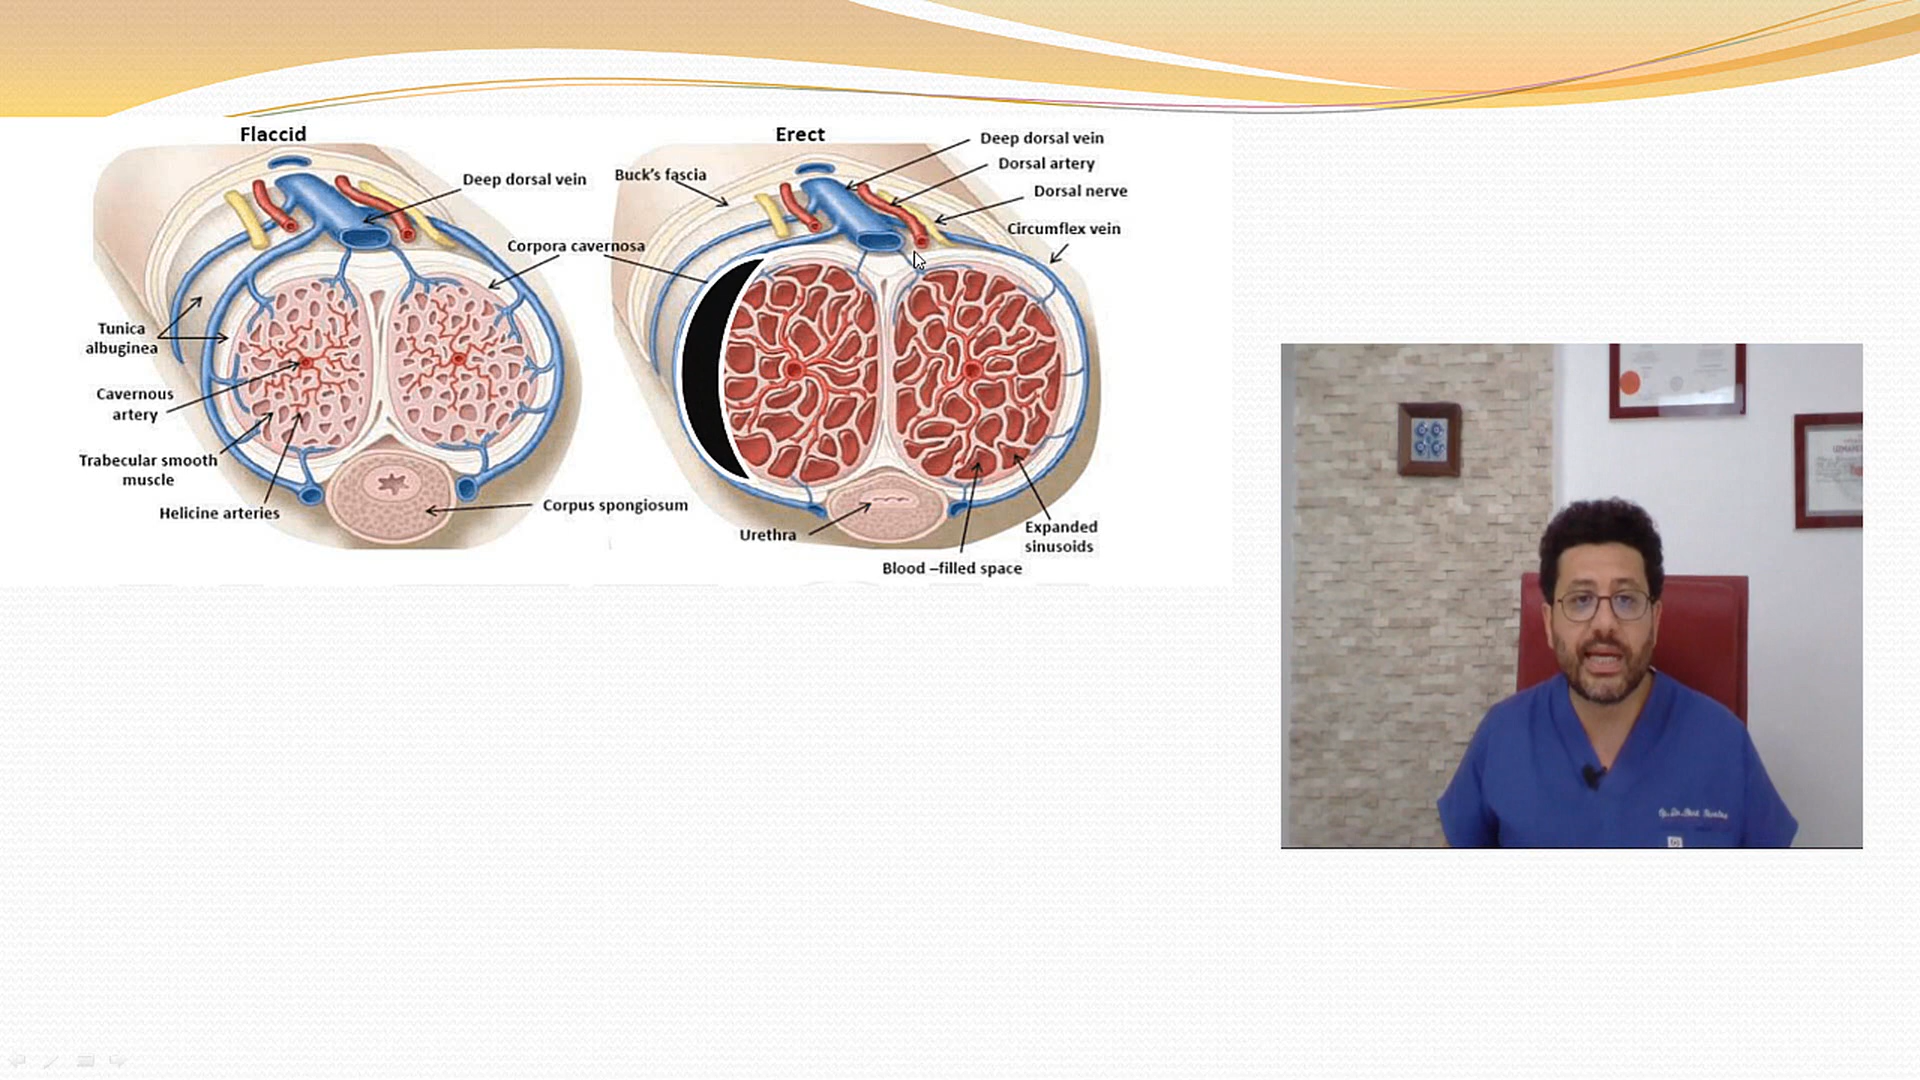 Flaccid
Deep dorsal vein
Corpora cavernosa
Tunica
albuginea
Cavernous
artery
Trabecular smooth
muscle
Helicine arteries
Corpus spongiosum
Erect
Buck's fascia
Deep dorsal vein
Dorsal artery
Dorsal nerve
Circumflex vein
Urethra
Expanded
sinusoids
Blood –filled space